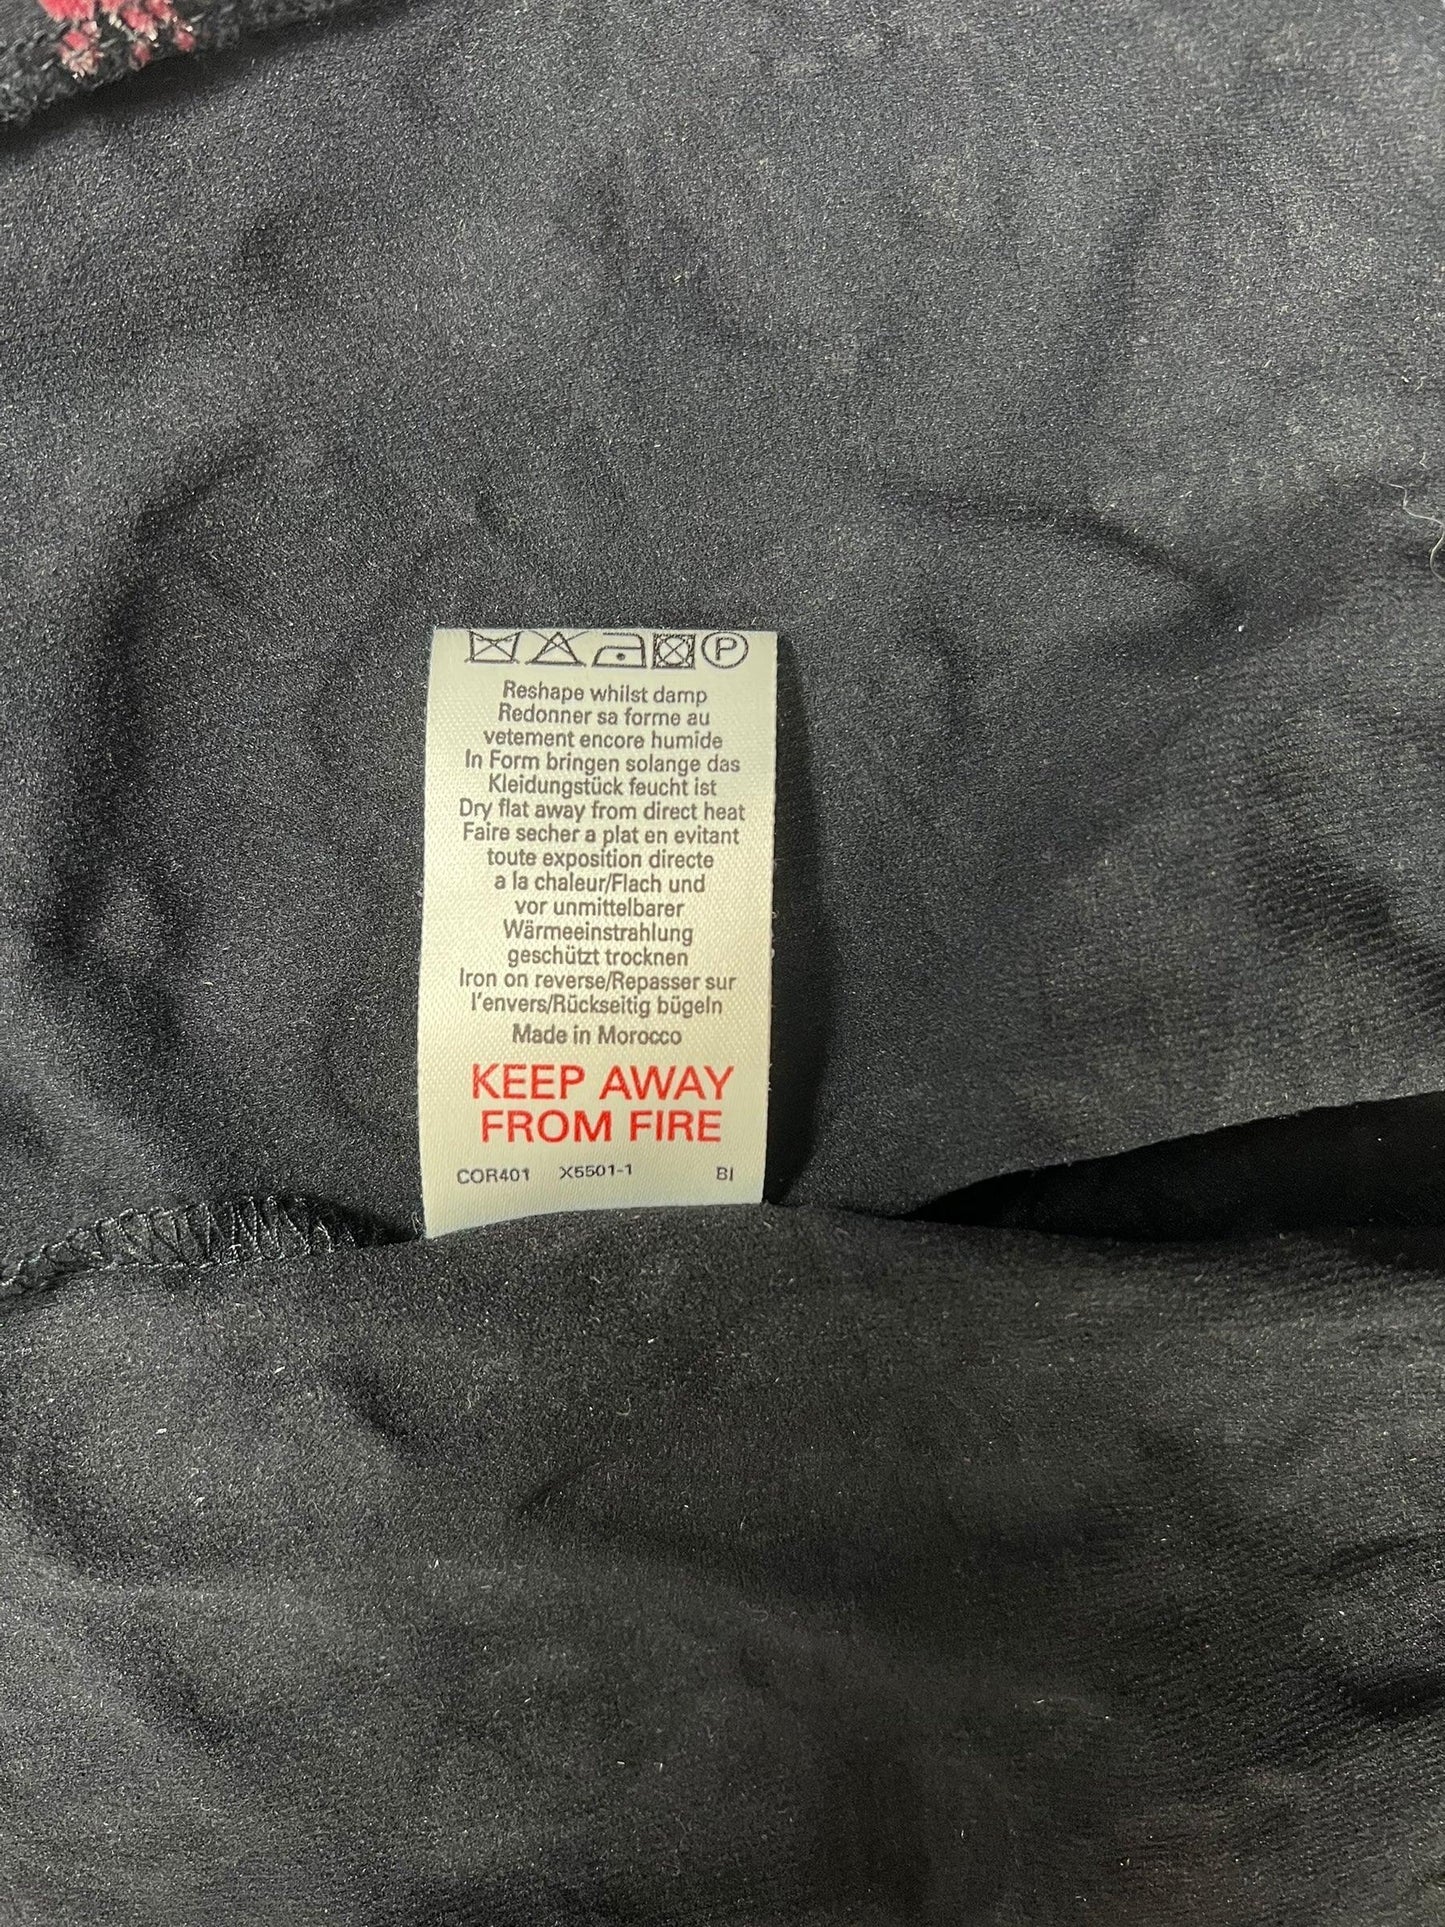 P
Reshape whilst damp
Redonner sa forme au
vetement encore humide
In Form bringen solange das
Kleidungstück feucht ist
Dry flat away from direct heat
Faire secher a plat en evitant
toute exposition directe
a la chaleur/Flach und
vor unmittelbarer
Wärmeeinstrahlung
geschützt trocknen
Iron on reverse/Repasser sur
l'envers/Rückseitig bügeln
Made in Morocco
KEEP AWAY
FROM FIRE
COR401 X5501-1 BI